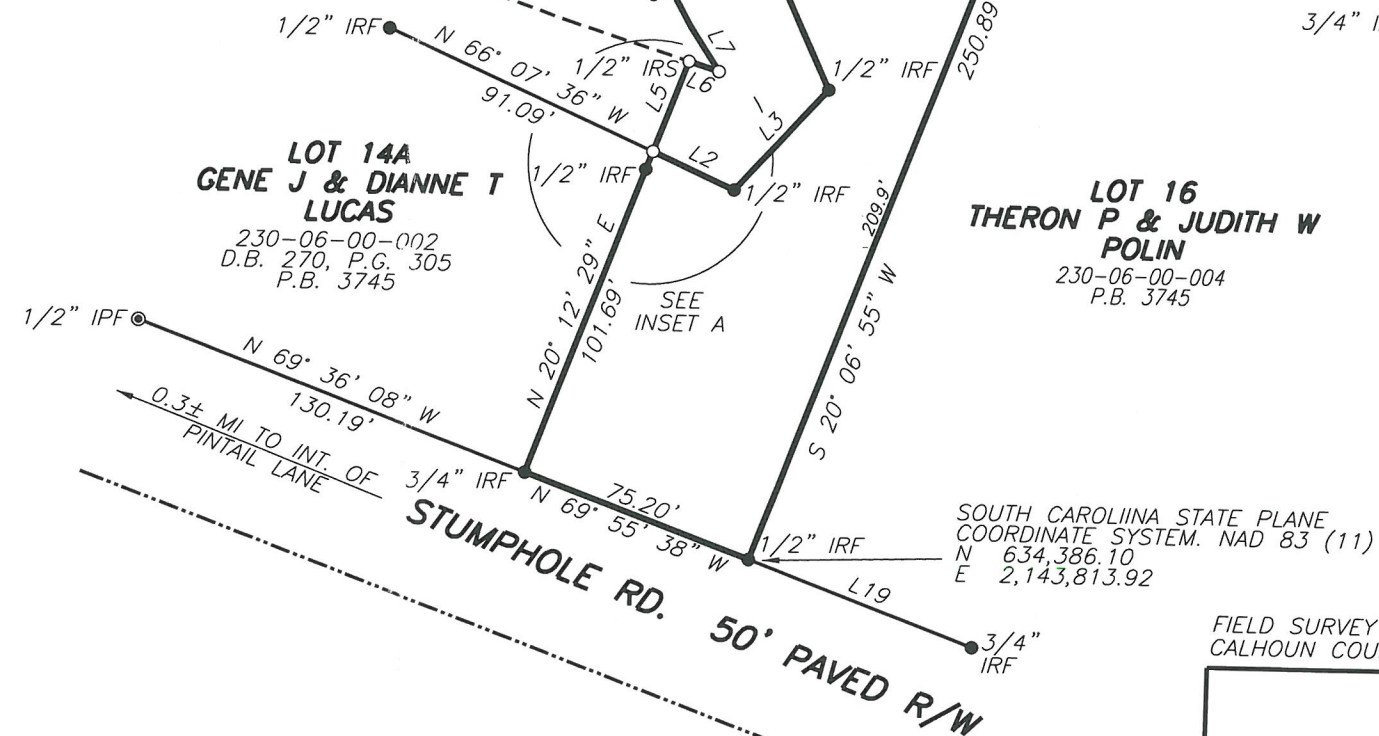 1/2" IRF
N 66° 07' 36" W
91.09'
1/2" IRS
L7
L6
L5
1/2" IRF
L3
L2
1/2" IRF
1/2" IRF
250.89
209.9'
3/4"
LOT 14A
GENE J & DIANNE T
LUCAS
230-06-00-002
D.B. 270, P.G. 305
P.B. 3745
LOT 16
THERON P & JUDITH W
POLIN
230-06-00-004
P.B. 3745
SEE
INSET A
N 20° 12' 29" E
101.69'
S 20° 06' 55" W
1/2" IPF
N 69° 36' 08" W
130.19'
0.3± MI TO INT. OF
PINTAIL LANE
3/4" IRF
75.20'
N 69° 55' 38" W
1/2" IRF
SOUTH CAROLIINA STATE PLANE
COORDINATE SYSTEM. NAD 83 (11)
N 634,386.10
E 2,143,813.92
L19
3/4"
IRF
STUMPHOLE RD. 50' PAVED R/W
FIELD SURVEY
CALHOUN COU